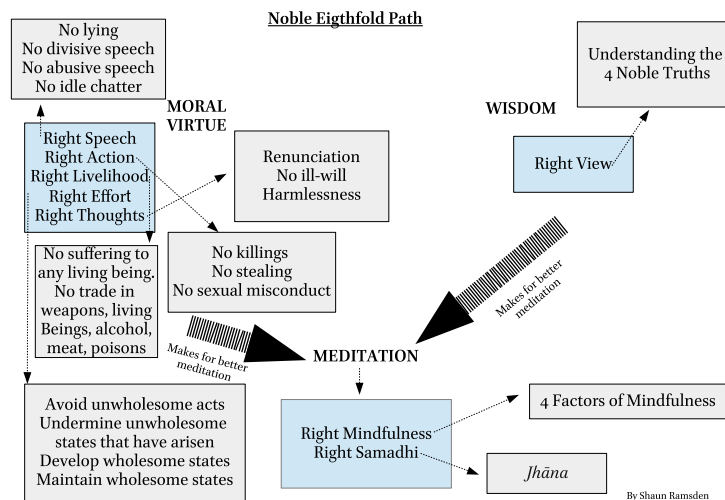 Noble Eigthfold Path
No lying
No divisive speech
No abusive speech
No idle chatter
MORAL
VIRTUE
Right Speech
Right Action
Right Livelihood
Right Effort
Right Thoughts
Renunciation
No ill-will
Harmlessness
No suffering to
any living being.
No trade in
weapons, living
Beings, alcohol,
meat, poisons
No killings
No stealing
No sexual misconduct
Makes for better
meditation
Avoid unwholesome acts
Undermine unwholesome
states that have arisen
Develop wholesome states
Maintain wholesome states
WISDOM
Understanding the
4 Noble Truths
Right View
Makes for better
meditation
MEDITATION
Right Mindfulness
Right Samadhi
4 Factors of Mindfulness
Jhāna
By Shaun Ramsden